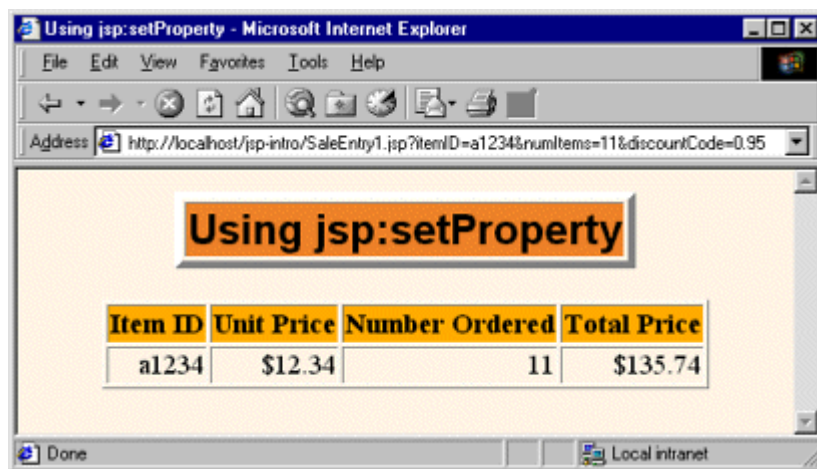 Using jsp:setProperty - Microsoft Internet Explorer
File Edit View Favorites Tools Help
Address http://localhost/jsp-intro/SaleEntry1.jsp?itemID=a1234&numItems=11&discountCode=0.95
Using jsp:setProperty
Item ID Unit Price Number Ordered Total Price
a1234 $12.34 11 $135.74
Done Local intranet